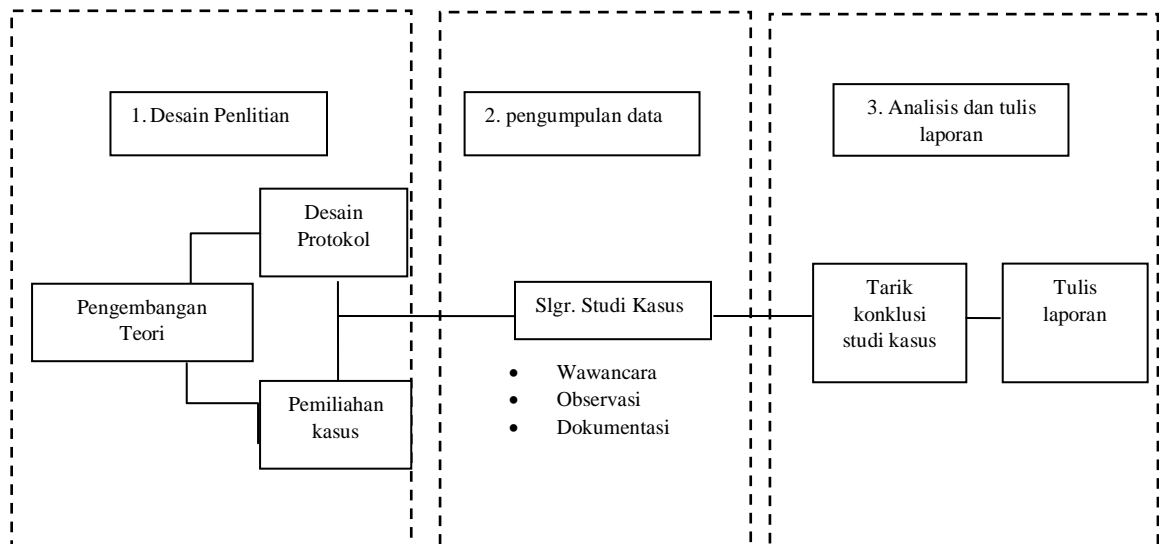 1. Desain Penlitian
Desain
Protokol
Pengembangan
Teori
Pemiliahan
kasus
2. pengumpulan data
Slgr. Studi Kasus
• Wawancara
• Observasi
• Dokumentasi
3. Analisis dan tulis
laporan
Tarik
konklusi
studi kasus
Tulis
laporan